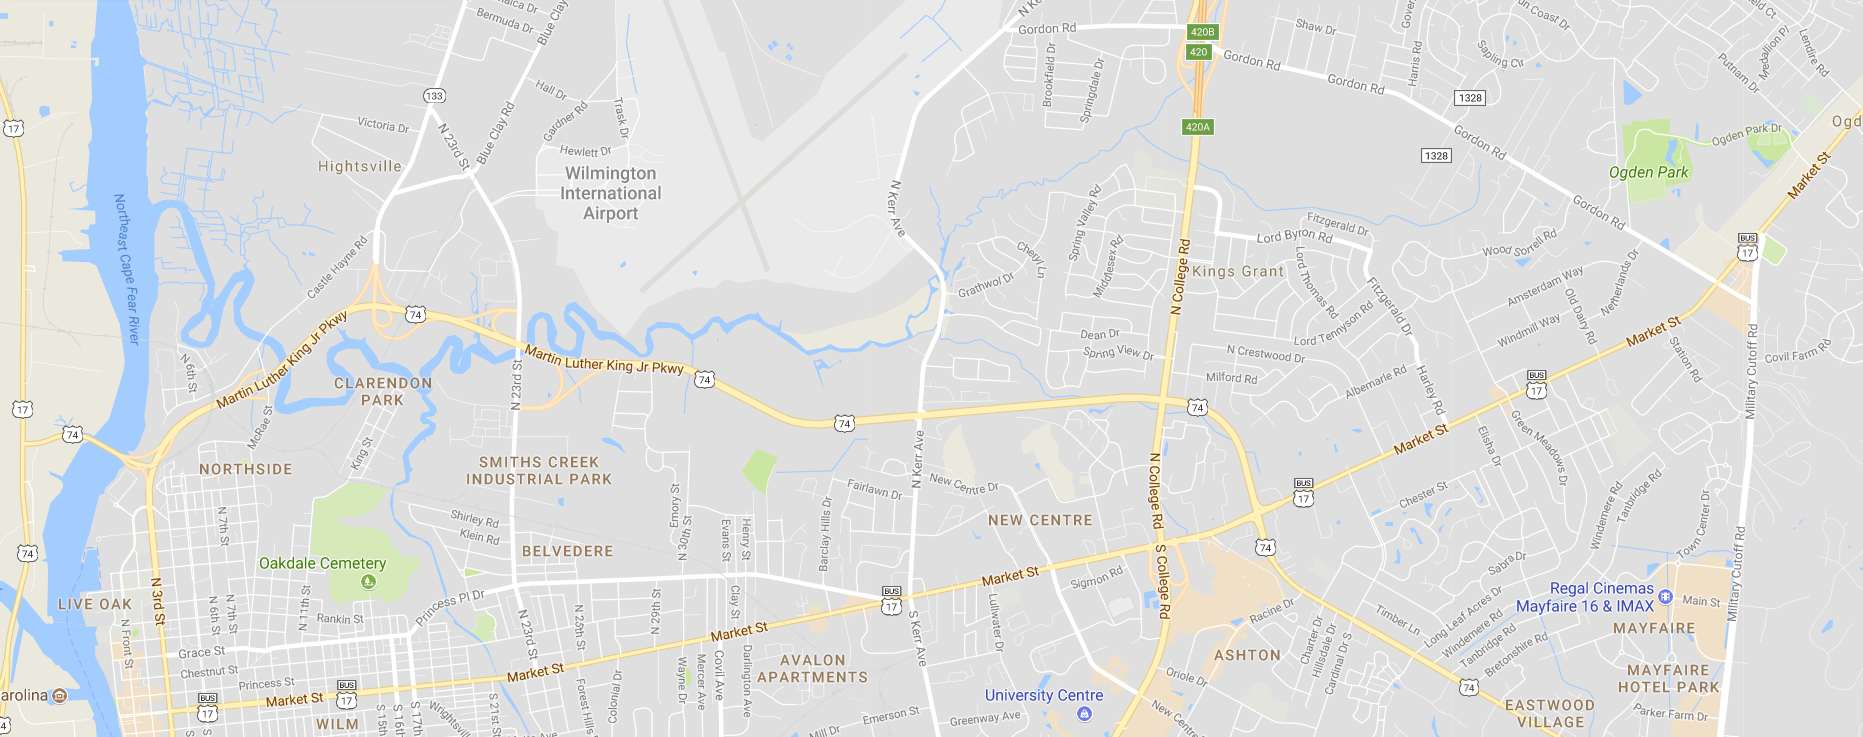 Bermuda Dr
Blue Clay
Gordon Rd
420B
420
Shaw Dr
Gordon Rd
Harris Rd
Sapling Cir
Putnam Dr
Medallion Pl
Lendire Rd
Brookfield Dr
Springdale Dr
Gordon Rd
133
Hall Dr
Trask Dr
1328
17
Victoria Dr
N 23rd St
Blue Clay Rd
Gardner Rd
420A
Gordon Rd
Ogden Park Dr
Ogd
Hewlett Dr
1328
Hightsville
Wilmington
International
Airport
Ogden Park
Market St
N Kerr Ave
Northeast Cape Fear River
Spring Valley Rd
Gordon Rd
Fitzgerald Dr
Lord Byron Rd
Wood Sorrell Rd
BUS
17
Castle Hayne Rd
Cheryl Ln
Middlesex Rd
N College Rd
Kings Grant
Lord Thomas Rd
Grathwol Dr
Amsterdam Way
Netherlands Dr
Fitzgerald Dr
Old Dairy Rd
74
Martin Luther King Jr Pkwy
Dean Dr
Lord Tennyson Rd
Windmill Way
Market St
Spring View Dr
N Crestwood Dr
Station Rd
Covil Farm Rd
Martin Luther King Jr Pkwy
N 6th St
N 23rd St
74
Milford Rd
Albemarle Rd
Harley Rd
BUS
17
Military Cutoff Rd
CLARENDON
PARK
17
74
74
74
McRae St
King St
Market St
Elisha Dr
Green Meadows Dr
NORTHSIDE
SMITHS CREEK
INDUSTRIAL PARK
N Kerr Ave
New Centre Dr
Fairlawn Dr
N College Rd
BUS
17
Chester St
Windemere Rd
Tanbridge Rd
Town Center Dr
N 7th St
Shirley Rd
Klein Rd
Emory St
N 30th St
Evans St
Henry St
Barclay Hills Dr
NEW CENTRE
74
BELVEDERE
74
Oakdale Cemetery
S College Rd
Market St
Sigmon Rd
Sabra Dr
Military Cutoff Rd
Regal Cinemas
Mayfaire 16 & IMAX
Main St
LIVE OAK
N 3rd St
N 6th St
N 7th St
N 11th St
Princess Pl Dr
Rankin St
BUS
17
Clay St
N 29th St
N 26th St
N 23rd St
Lullwater Dr
Racine Dr
Timber Ln
Long Leaf Acres Dr
Windemere Rd
Tanbridge Rd
Bretonshire Rd
MAYFAIRE
N Front St
Grace St
Chestnut St
Princess St
Market St
S Kerr Ave
Charter Dr
Hillsdale Dr
Cardinal Dr S
ASHTON
AVALON
APARTMENTS
Market St
Wayne Dr
Mercer Ave
Covil Ave
Darlington Ave
Oriole Dr
MAYFAIRE
HOTEL PARK
arolina
BUS
17
Market St
BUS
17
Colonial Dr
Forest Hills
University Centre
74
EASTWOOD
VILLAGE
WILM
S 15th St
S 16th St
S 17th St
Wrightsville
S 21st St
Emerson St
Mill Dr
Greenway Ave
New Cent
Parker Farm Dr
4